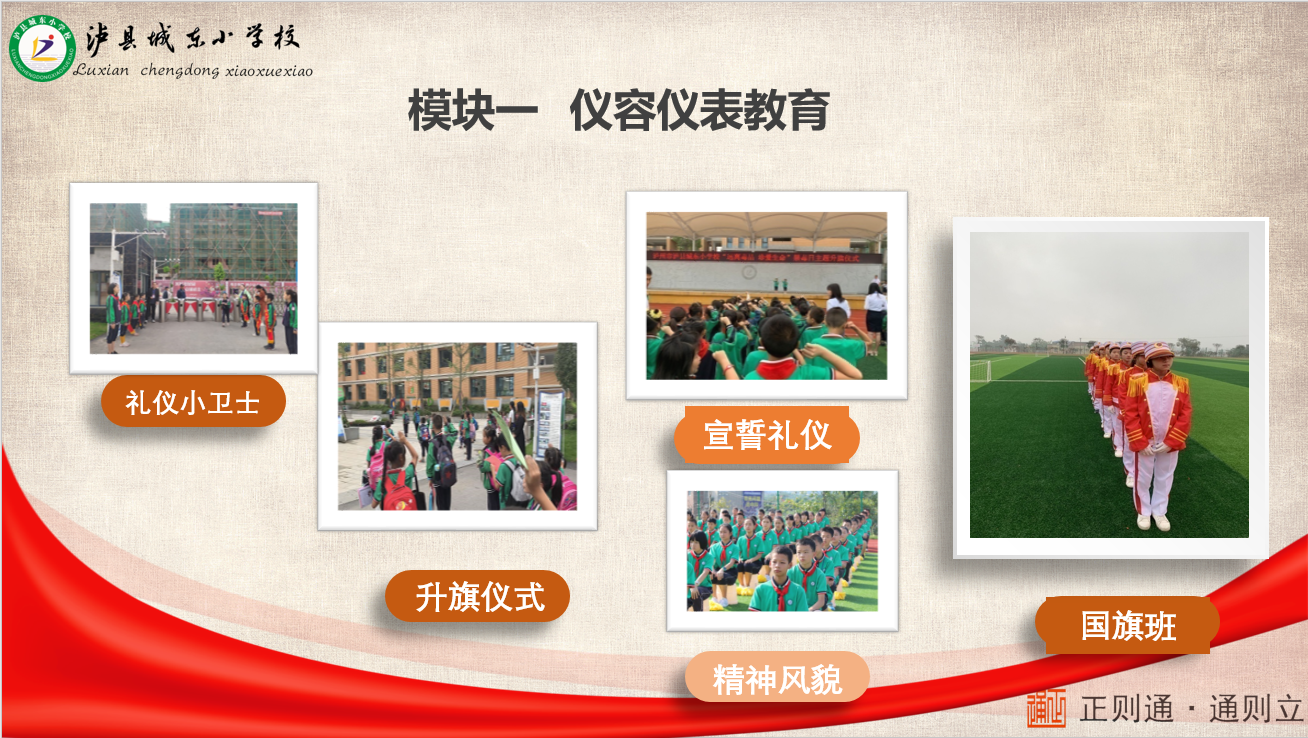 泸县城东小学校
Luxian chengdong xiaoxuexiao
模块一 仪容仪表教育
礼仪小卫士
升旗仪式
宣誓礼仪
精神风貌
国旗班
正则通·通则立